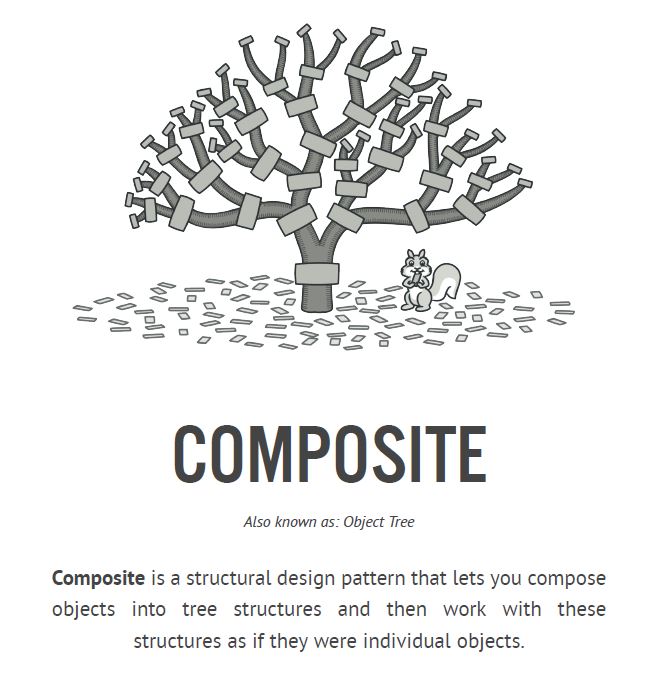 COMPOSITE
Also known as: Object Tree
Composite is a structural design pattern that lets you compose
objects into tree structures and then work with these
structures as if they were individual objects.